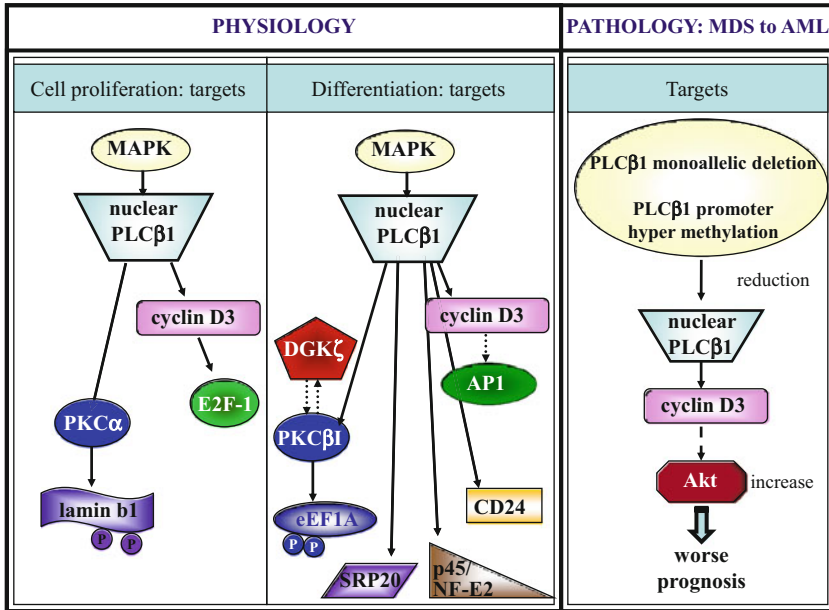 PHYSIOLOGY
PATHOLOGY: MDS to AML
Cell proliferation: targets
Differentiation: targets
Targets
MAPK
nuclear
PLCβ1
cyclin D3
E2F-1
PKCα
lamin b1
P
P
MAPK
nuclear
PLCβ1
cyclin D3
DGKζ
AP1
PKCβI
eEF1A
P
P
CD24
SRP20
p45/
NF-E2
PLCβ1 monoallelic deletion
PLCβ1 promoter
hyper methylation
reduction
nuclear
PLCβ1
cyclin D3
Akt
increase
worse
prognosis